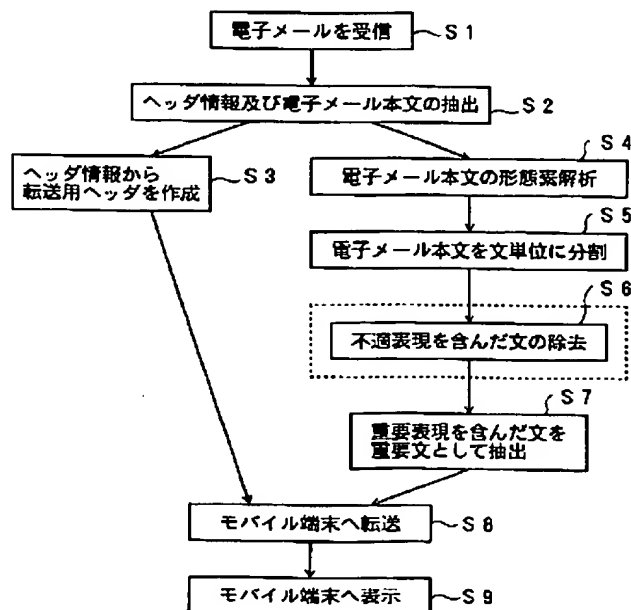 電子メールを受信
S1
ヘッダ情報及び電子メール本文の抽出
S2
ヘッダ情報から
転送用ヘッダを作成
S3
S4
電子メール本文の形態素解析
S5
電子メール本文を文単位に分割
S6
不適表現を含んだ文の除去
S7
重要表現を含んだ文を
重要文として抽出
モバイル端末へ転送
S8
モバイル端末へ表示
S9